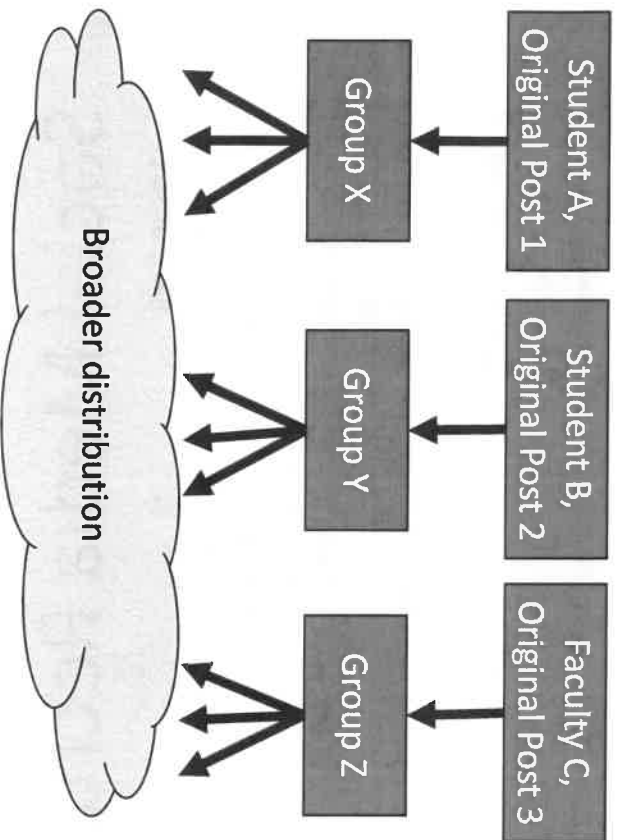 Student A,
Original Post 1
Student B,
Original Post 2
Faculty C,
Original Post 3
Group X
Group Y
Group Z
Broader distribution